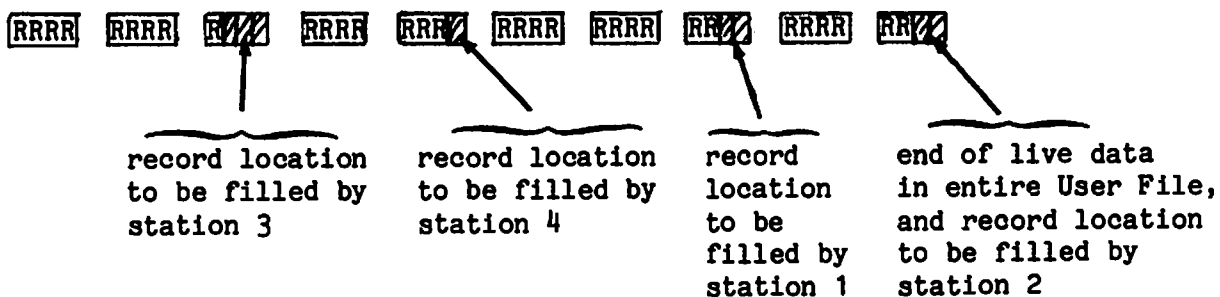 RRRR RRRR R RRRR RRR RRRR RRRR RR RRRR RR
record location
to be filled by
station 3
record location
to be filled by
station 4
record
location
to be
filled by
station 1
end of live data
in entire User File,
and record location
to be filled by
station 2